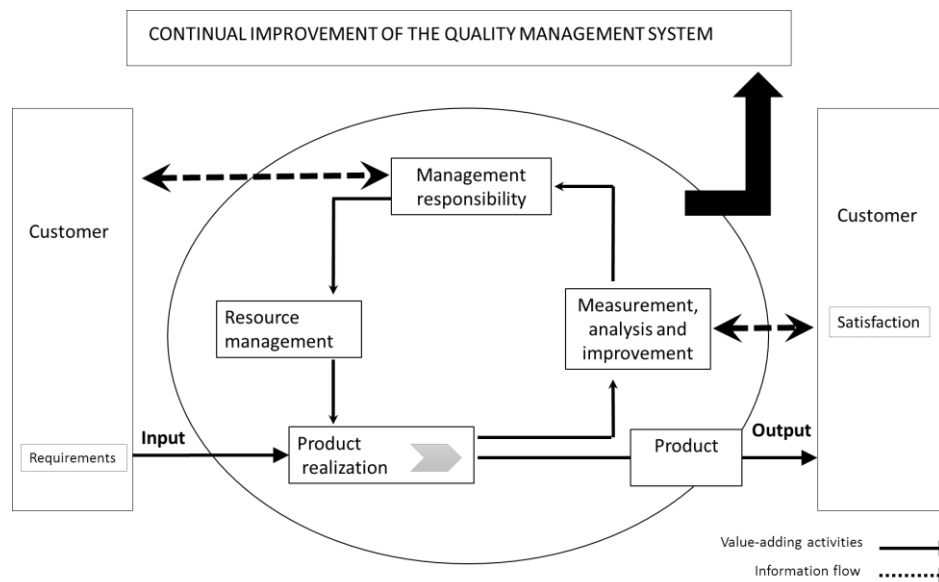 CONTINUAL IMPROVEMENT OF THE QUALITY MANAGEMENT SYSTEM
Management
responsibility
Customer
Customer
Resource
management
Measurement,
analysis and
improvement
Satisfaction
Input
Requirements
Product
realization
Product
Output
Value-adding activities
Information flow